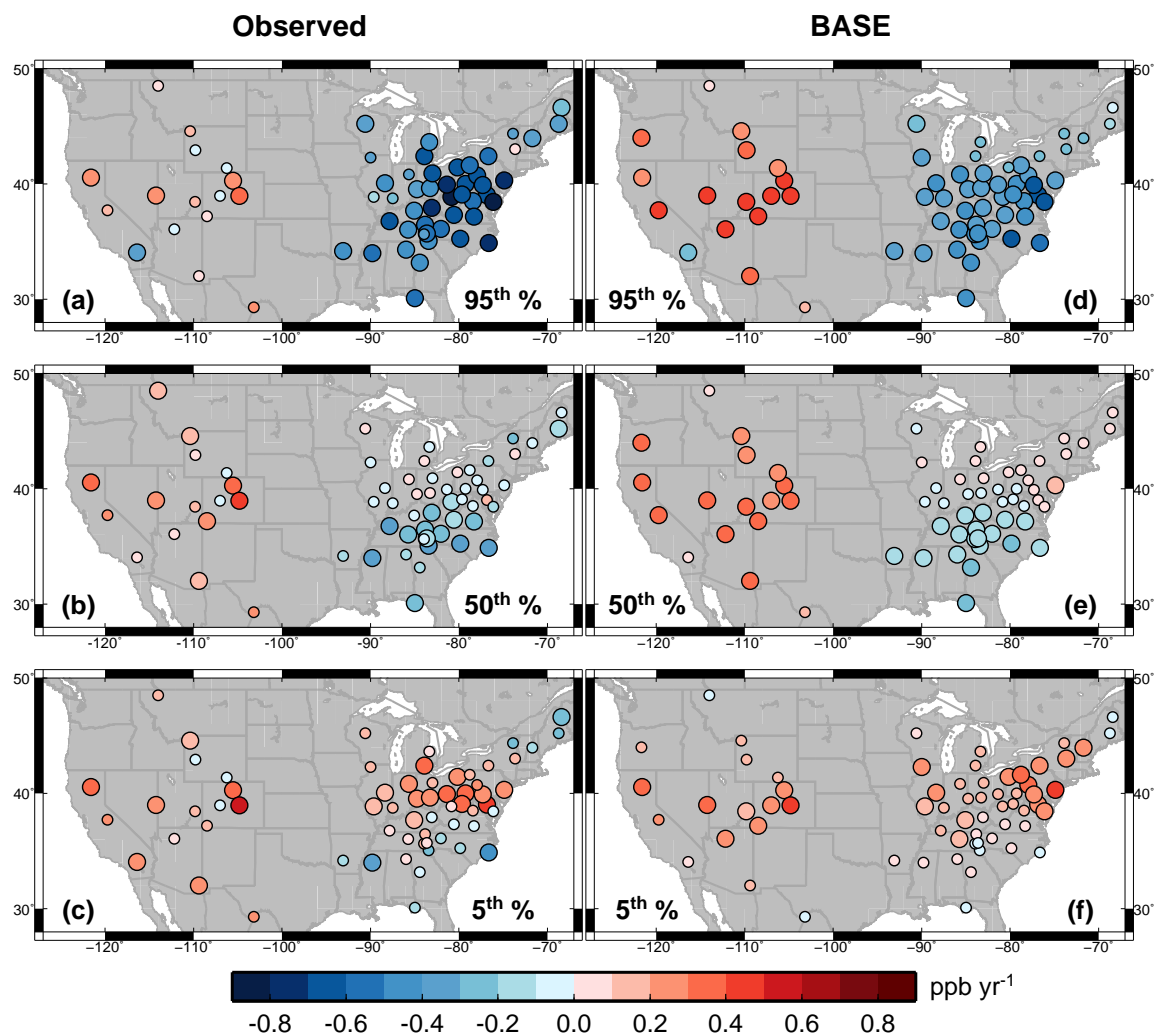 Observed BASE
50˚ 50˚
40˚ 40˚
30˚ 30˚
(a) 95th % 95th % (d)
−120˚ −110˚ −100˚ −90˚ −80˚ −70˚ −120˚ −110˚ −100˚ −90˚ −80˚ −70˚
50˚ 50˚
40˚ 40˚
30˚ 30˚
(b) 50th % 50th % (e)
−120˚ −110˚ −100˚ −90˚ −80˚ −70˚ −120˚ −110˚ −100˚ −90˚ −80˚ −70˚
50˚ 50˚
40˚ 40˚
30˚ 30˚
(c) 5th % 5th % (f)
−120˚ −110˚ −100˚ −90˚ −80˚ −70˚ −120˚ −110˚ −100˚ −90˚ −80˚ −70˚
ppb yr-1
-0.8 -0.6 -0.4 -0.2 0.0 0.2 0.4 0.6 0.8